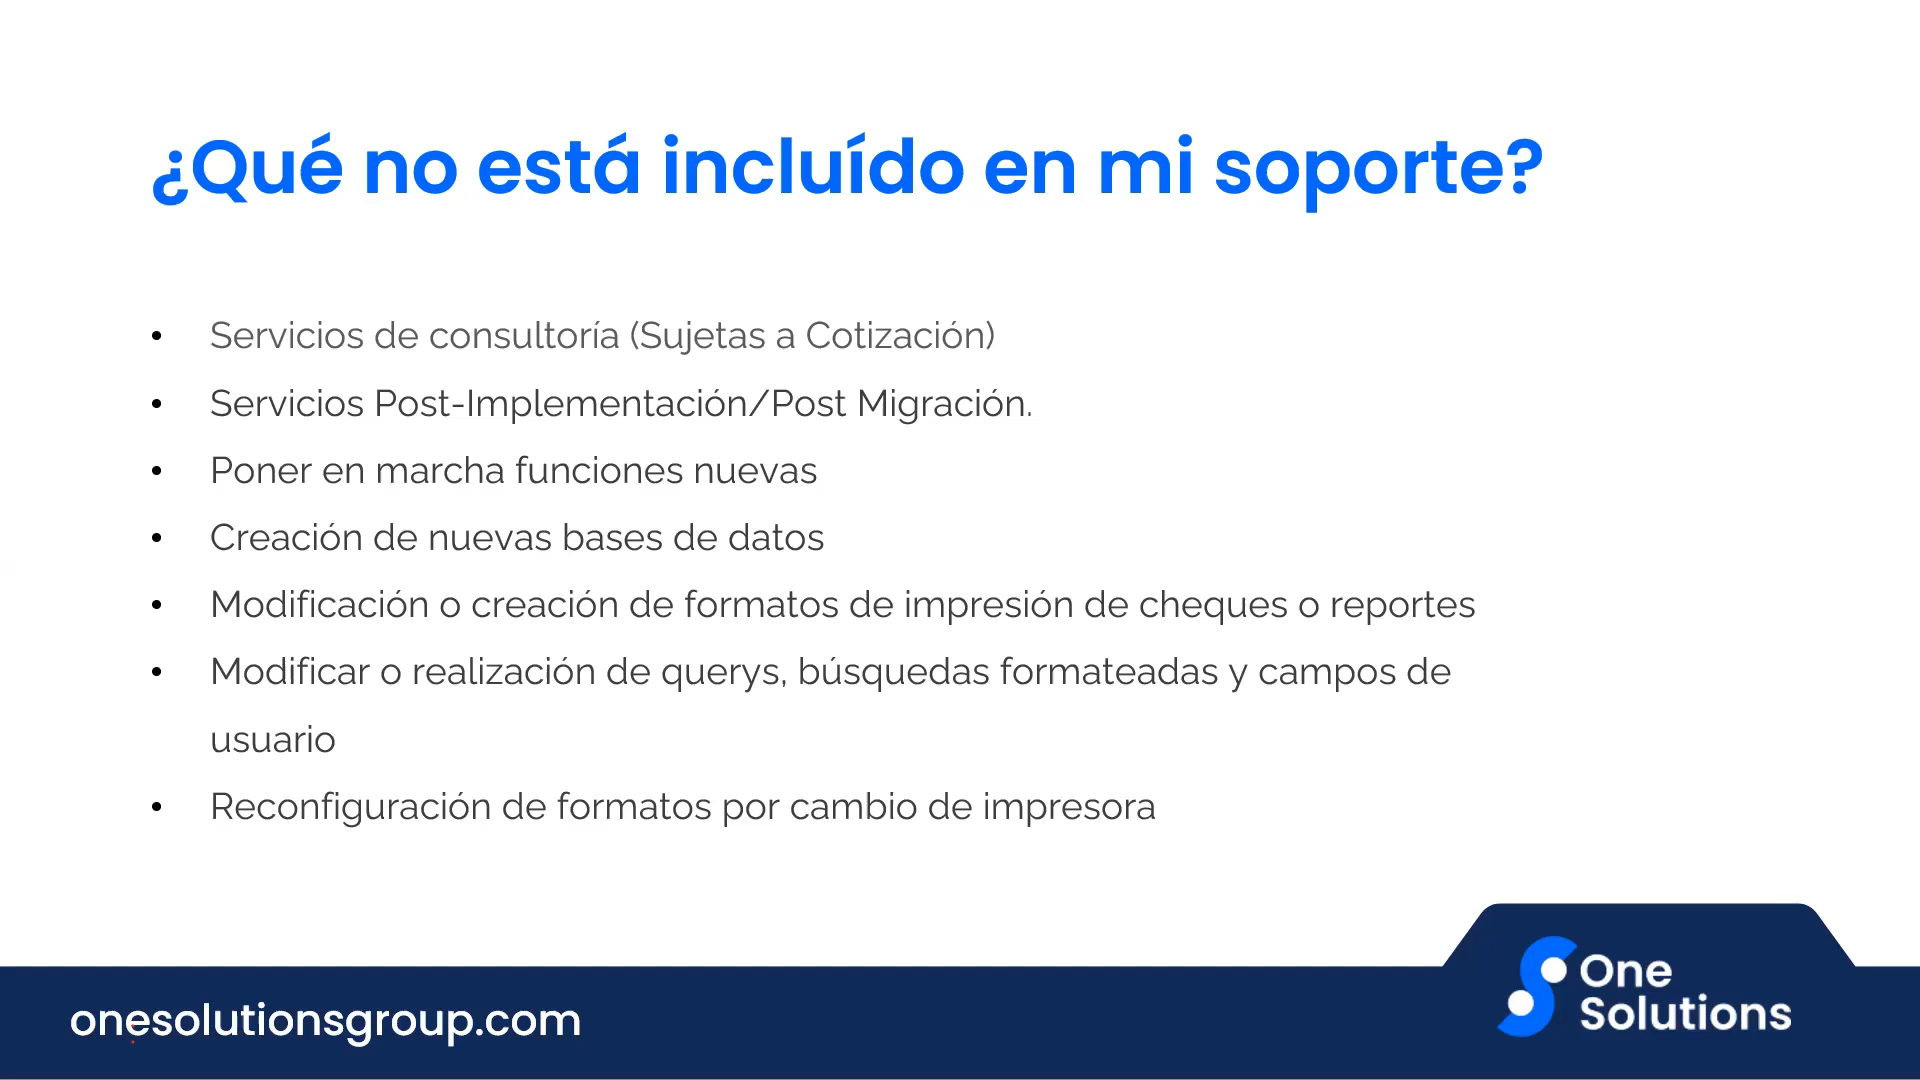 ¿Qué no está incluído en mi soporte?
• Servicios de consultoría (Sujetas a Cotización)
• Servicios Post-Implementación/Post Migración.
• Poner en marcha funciones nuevas
• Creación de nuevas bases de datos
• Modificación o creación de formatos de impresión de cheques o reportes
• Modificar o realización de querys, búsquedas formateadas y campos de
usuario
• Reconfiguración de formatos por cambio de impresora
onesolutionsgroup.com
One
Solutions